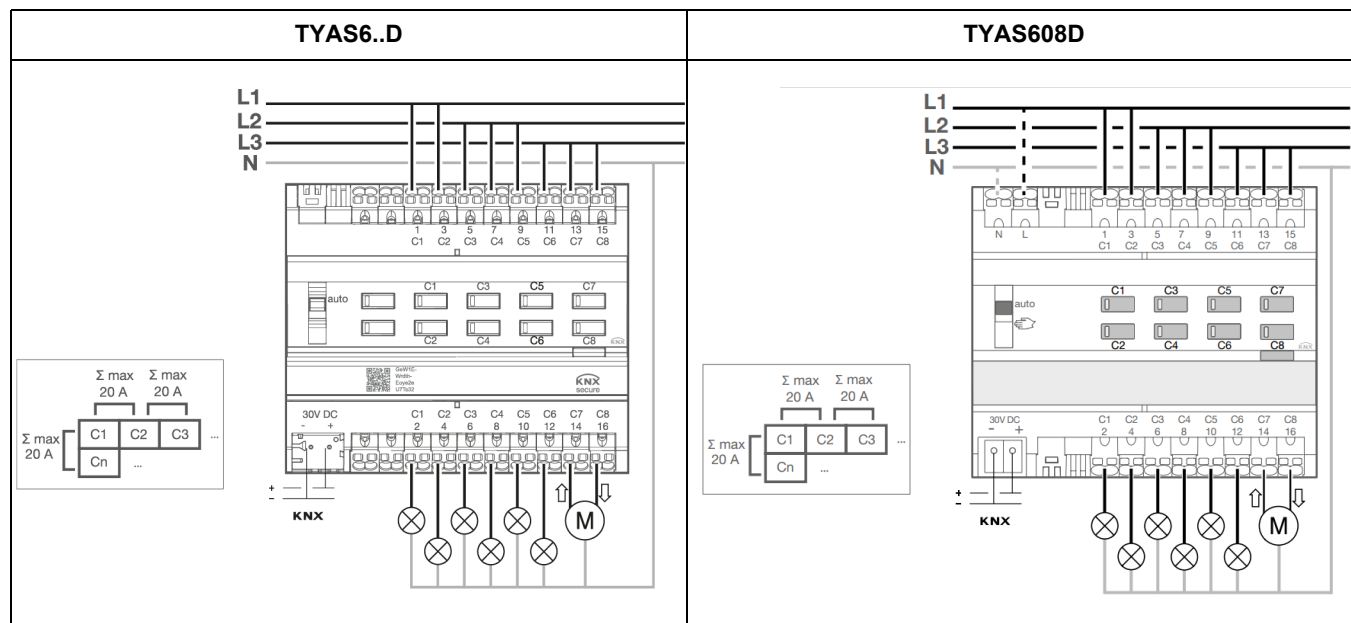 TYAS6..D
L1
L2
L3
N
1 3 5 7 9 11 13 15
C1 C2 C3 C4 C5 C6 C7 C8
auto
C1 C3 C5 C7
C2 C4 C6 C8
KNX
KNX
secure
Σ max Σ max
20 A 20 A
Σ max
20 A
C1 C2 C3 ...
Cn ...
30V DC
- +
C1 C2 C3 C4 C5 C6 C7 C8
2 4 6 8 10 12 14 16
+
-
KNX
M
TYAS608D
L1
L2
L3
N
N L
1 3 5 7 9 11 13 15
C1 C2 C3 C4 C5 C6 C7 C8
auto
C1 C3 C5 C7
C2 C4 C6 C8
KNX
Σ max Σ max
20 A 20 A
Σ max
20 A
C1 C2 C3 ...
Cn ...
30V DC
- +
C1 C2 C3 C4 C5 C6 C7 C8
2 4 6 8 10 12 14 16
+
-
KNX
M